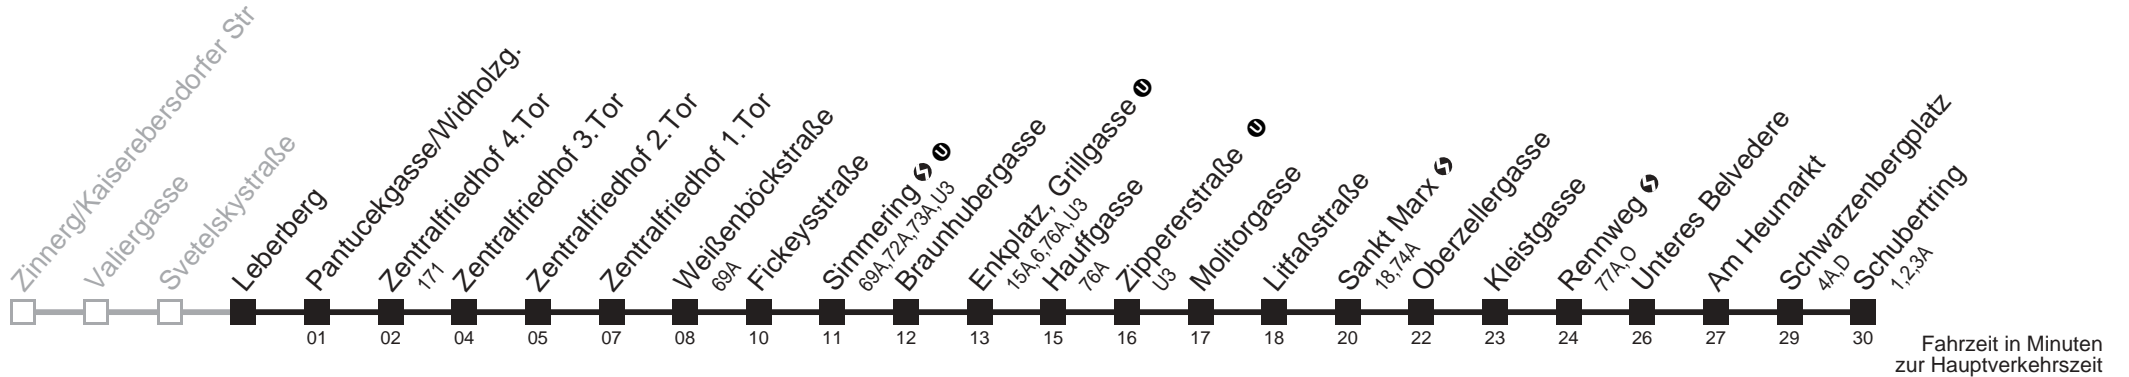 Zinnerg/Kaiserebersdorfer Str
Valiergasse
Svetelskystraße
Leberberg
Pantucekgasse/Widholzg.
01
Zentralfriedhof 4.Tor
171
02
Zentralfriedhof 3.Tor
04
Zentralfriedhof 2.Tor
05
Zentralfriedhof 1.Tor
07
Weißenböckstraße
69A
08
Fickeysstraße
10
Simmering S U
69A,72A,73A,U3
11
Braunhubergasse
12
Enkplatz, Grillgasse U
15A,6,76A,U3
13
Hauffgasse
76A
15
Zippererstraße U
U3
16
Molitorgasse
17
Litfaßstraße
18
Sankt Marx S
18,74A
20
Oberzellergasse
22
Kleistgasse
23
Rennweg S
77A,O
24
Unteres Belvedere
26
Am Heumarkt
27
Schwarzenbergplatz
4A,D
29
Schubertring
1,2,3A
30
Fahrzeit in Minuten
zur Hauptverkehrszeit